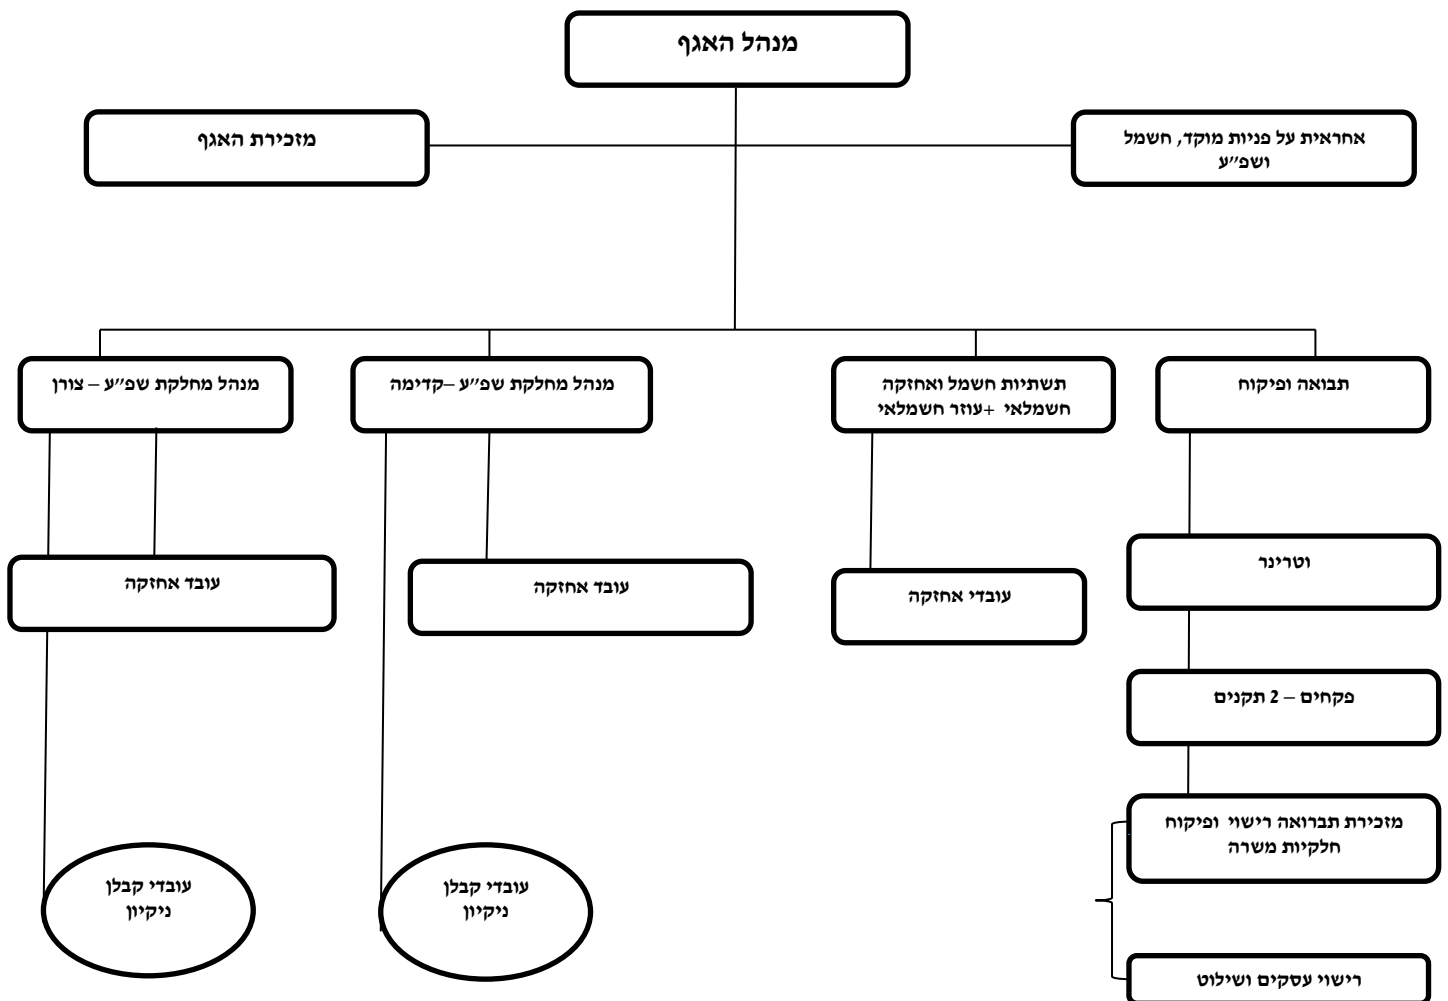 מנהל האגף
אחראית על פניות מוקד, חשמל
ושפ״ע
מזכירת האגף
תבואה ופיקוח
תשתיות חשמל ואחזקה
חשמלאי +עוזר חשמלאי
מנהל מחלקת שפ״ע –קדימה
מנהל מחלקת שפ״ע – צורן
וטרינר
עובדי אחזקה
עובד אחזקה
עובד אחזקה
פקחים – 2 תקנים
מזכירת תברואה רישוי ופיקוח
חלקיות משרה
עובדי קבלן
ניקיון
עובדי קבלן
ניקיון
רישוי עסקים ושילוט